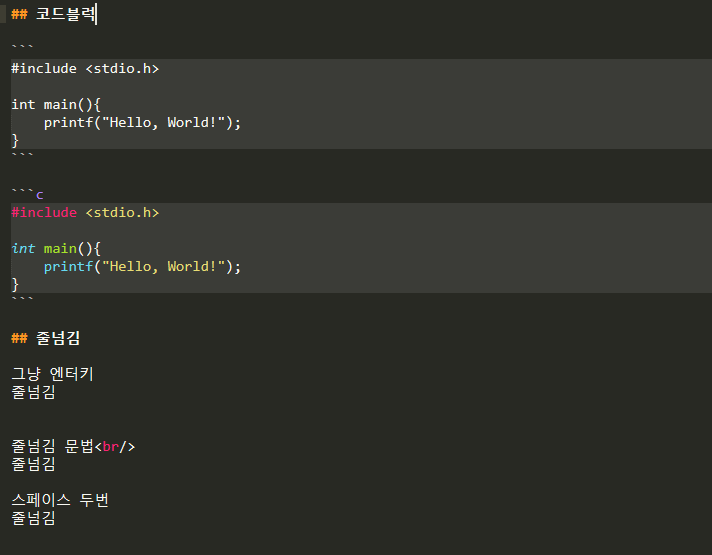 ## 코드블럭
```
#include <stdio.h>
int main(){
    printf("Hello, World!");
}
```
```c
#include <stdio.h>
int main(){
    printf("Hello, World!");
}
```
## 줄넘김
그냥 엔터키
줄넘김
줄넘김 문법<br/>
줄넘김
스페이스 두번
줄넘김